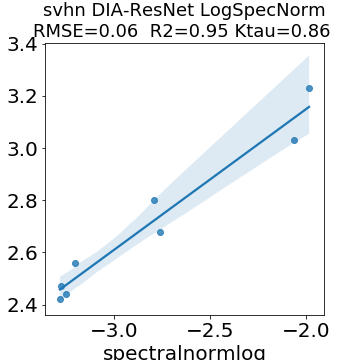 svhn DIA-ResNet LogSpecNorm
RMSE=0.06 R2=0.95 Ktau=0.86
3.4
3.2
3.0
2.8
2.6
2.4
−3.0 −2.5 −2.0
spectralnormlog